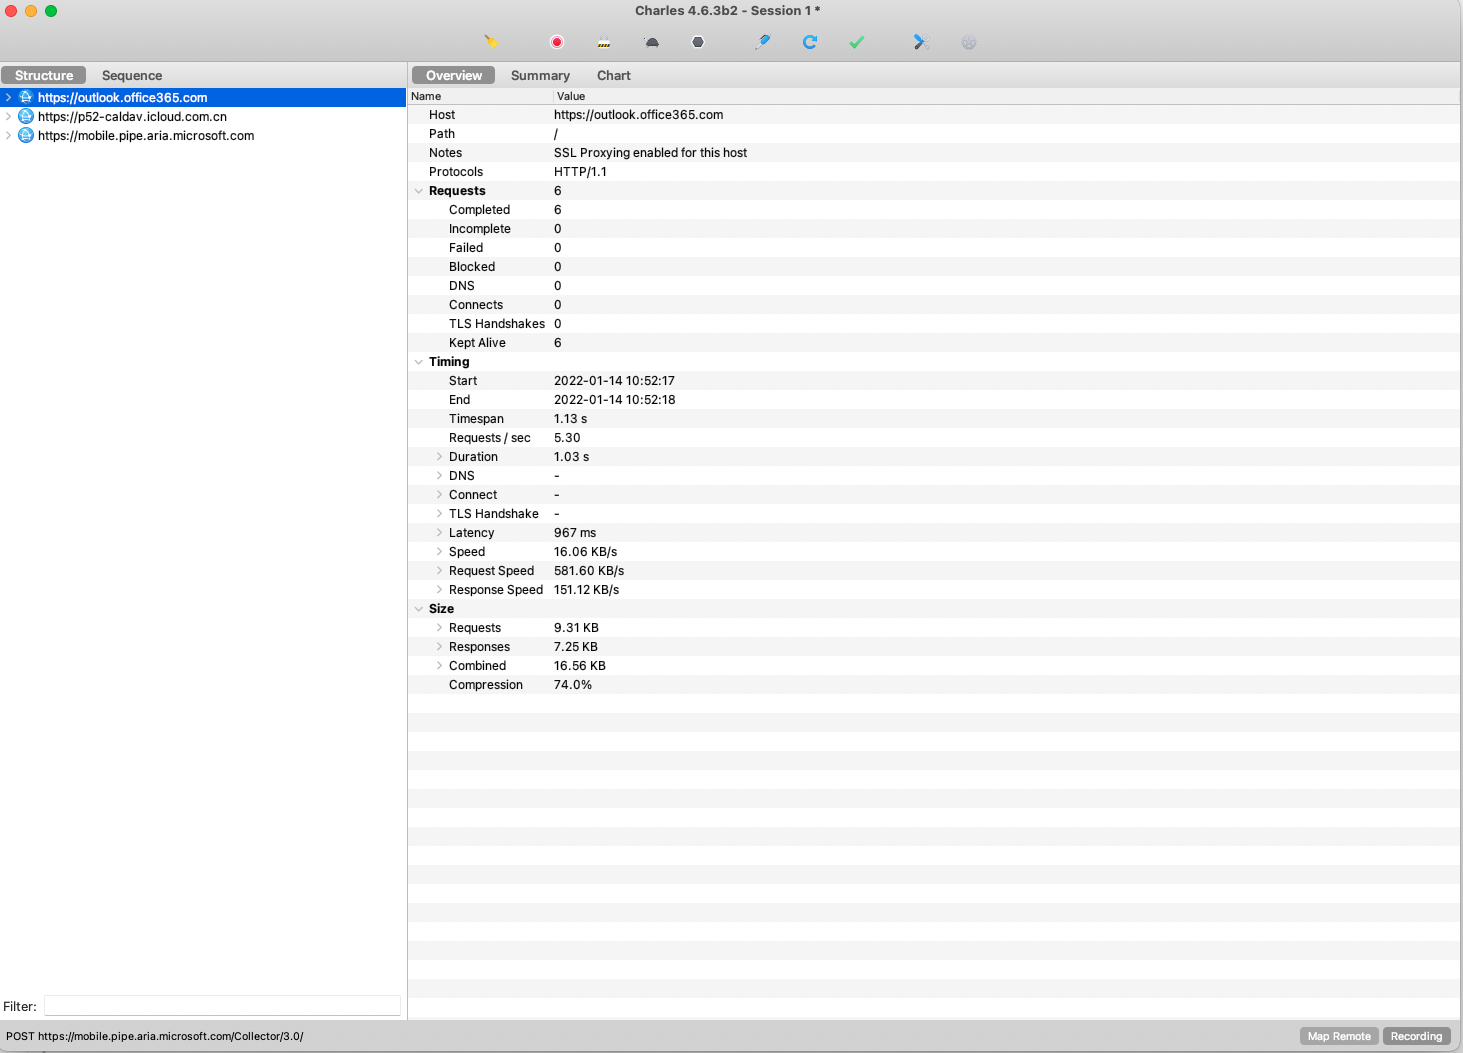 Charles 4.6.3b2 - Session 1 *
Structure Sequence
https://outlook.office365.com
https://p52-caldav.icloud.com.cn
https://mobile.pipe.aria.microsoft.com
Filter:
Overview Summary Chart
Name Value
Host https://outlook.office365.com
Path /
Notes SSL Proxying enabled for this host
Protocols HTTP/1.1
Requests 6
Completed 6
Incomplete 0
Failed 0
Blocked 0
DNS 0
Connects 0
TLS Handshakes 0
Kept Alive 6
Timing
Start 2022-01-14 10:52:17
End 2022-01-14 10:52:18
Timespan 1.13 s
Requests / sec 5.30
Duration 1.03 s
DNS -
Connect -
TLS Handshake -
Latency 967 ms
Speed 16.06 KB/s
Request Speed 581.60 KB/s
Response Speed 151.12 KB/s
Size
Requests 9.31 KB
Responses 7.25 KB
Combined 16.56 KB
Compression 74.0%
POST https://mobile.pipe.aria.microsoft.com/Collector/3.0/ Map Remote Recording